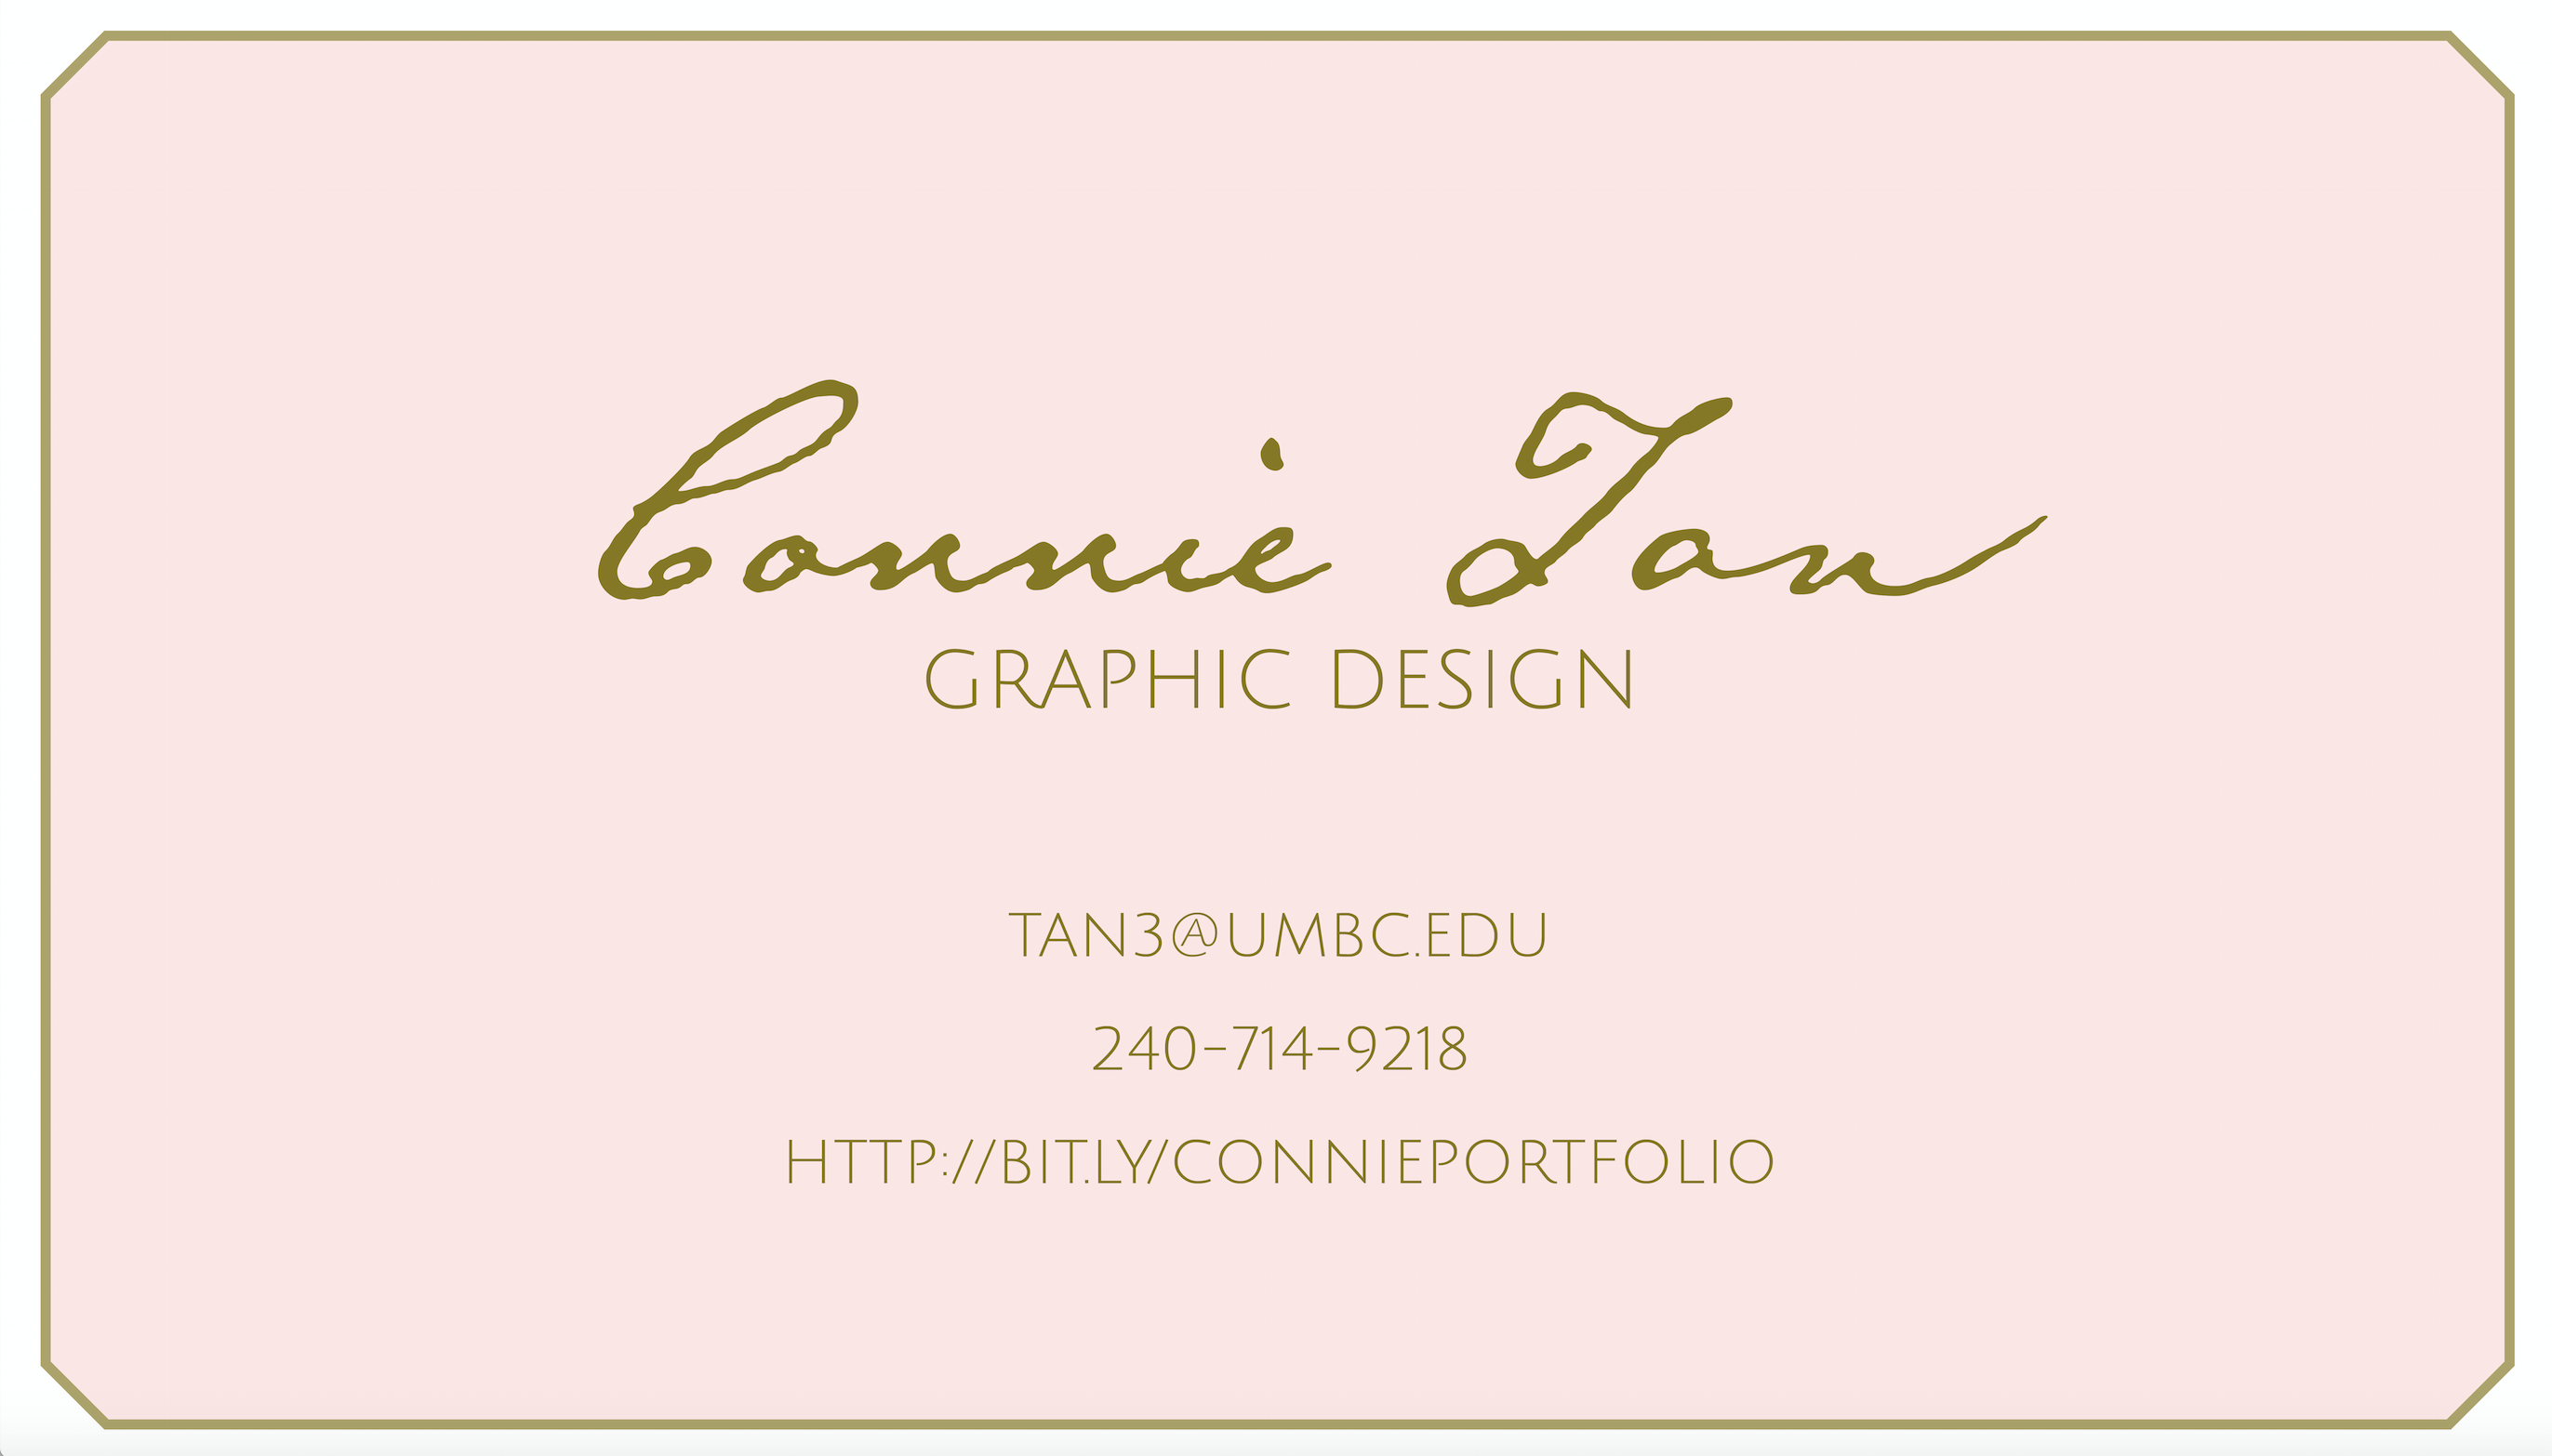 Connie Tan
GRAPHIC DESIGN
TAN3@UMBC.EDU
240-714-9218
HTTP://BIT.LY/CONNIEPORTFOLIO